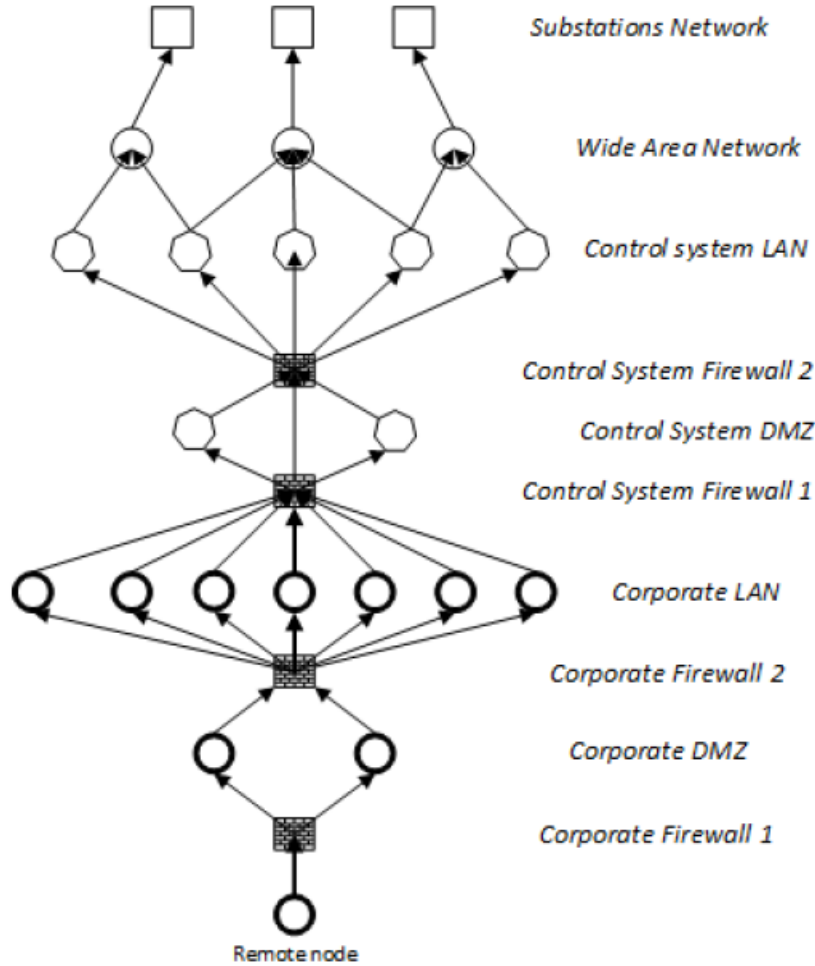 Substations Network
Wide Area Network
Control system LAN
Control System Firewall 2
Control System DMZ
Control System Firewall 1
Corporate LAN
Corporate Firewall 2
Corporate DMZ
Corporate Firewall 1
Remote node